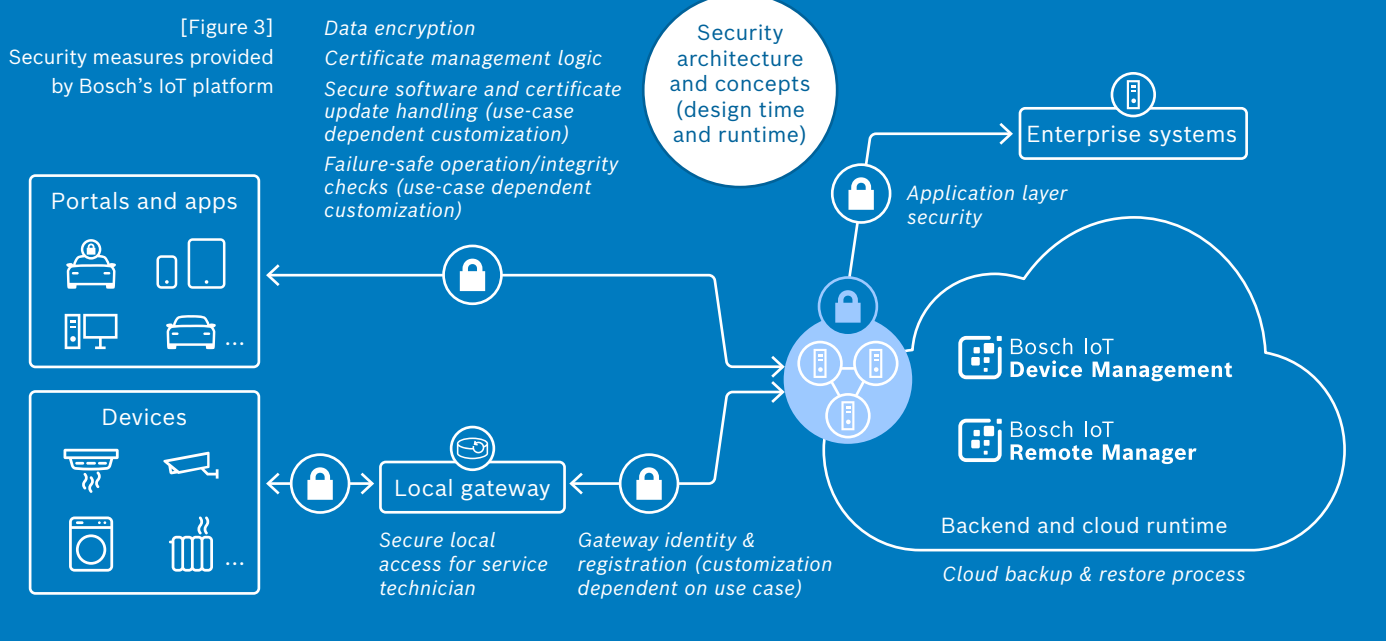 [Figure 3]
Security measures provided
by Bosch’s IoT platform
Data encryption
Certificate management logic
Secure software and certificate
update handling (use-case
dependent customization)
Failure-safe operation/integrity
checks (use-case dependent
customization)
Security
architecture
and concepts
(design time
and runtime)
Enterprise systems
Application layer
security
Portals and apps
...
Devices
...
Local gateway
Secure local
access for service
technician
Gateway identity &
registration (customization
dependent on use case)
Bosch IoT
Device Management
Bosch IoT
Remote Manager
Backend and cloud runtime
Cloud backup & restore process